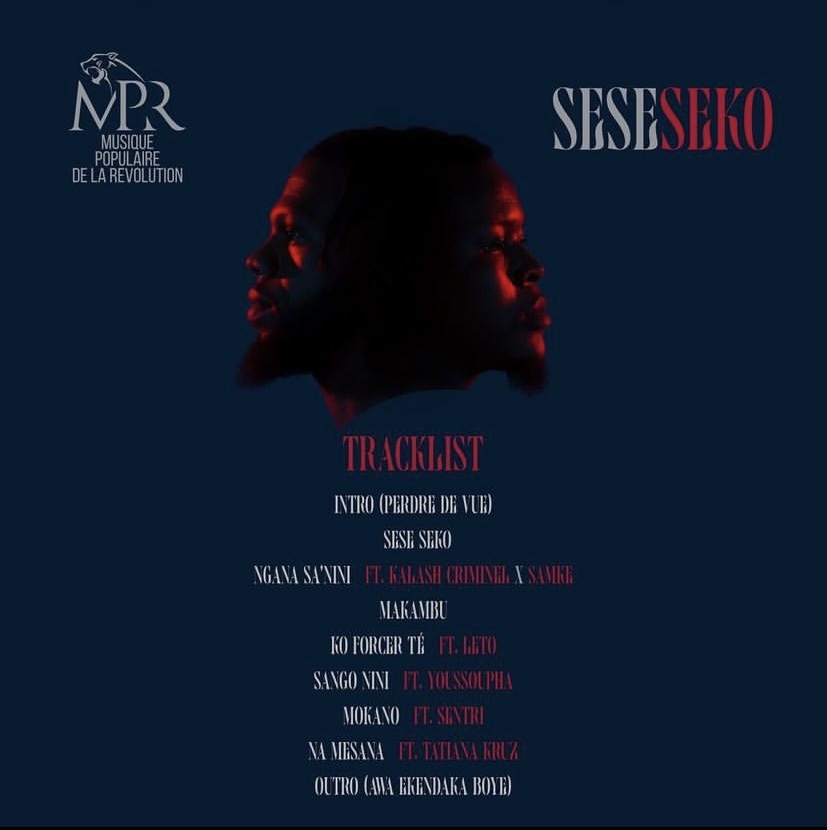 MPR
MUSIQUE
POPULAIRE
DE LA REVOLUTION
SESESEKO
TRACKLIST
INTRO (PERDRE DE VUE)
SESE SEKO
NGANA SA'NINI FT. KALASH CRIMINEL X SAMKE
MAKAMBU
KO FORCER TÉ FT. LETO
SANGO NINI FT. YOUSSOUPHA
MOKANO FT. SENTRI
NA MESANA FT. TATIANA KRUZ
OUTRO (AWA EKENDAKA BOYE)